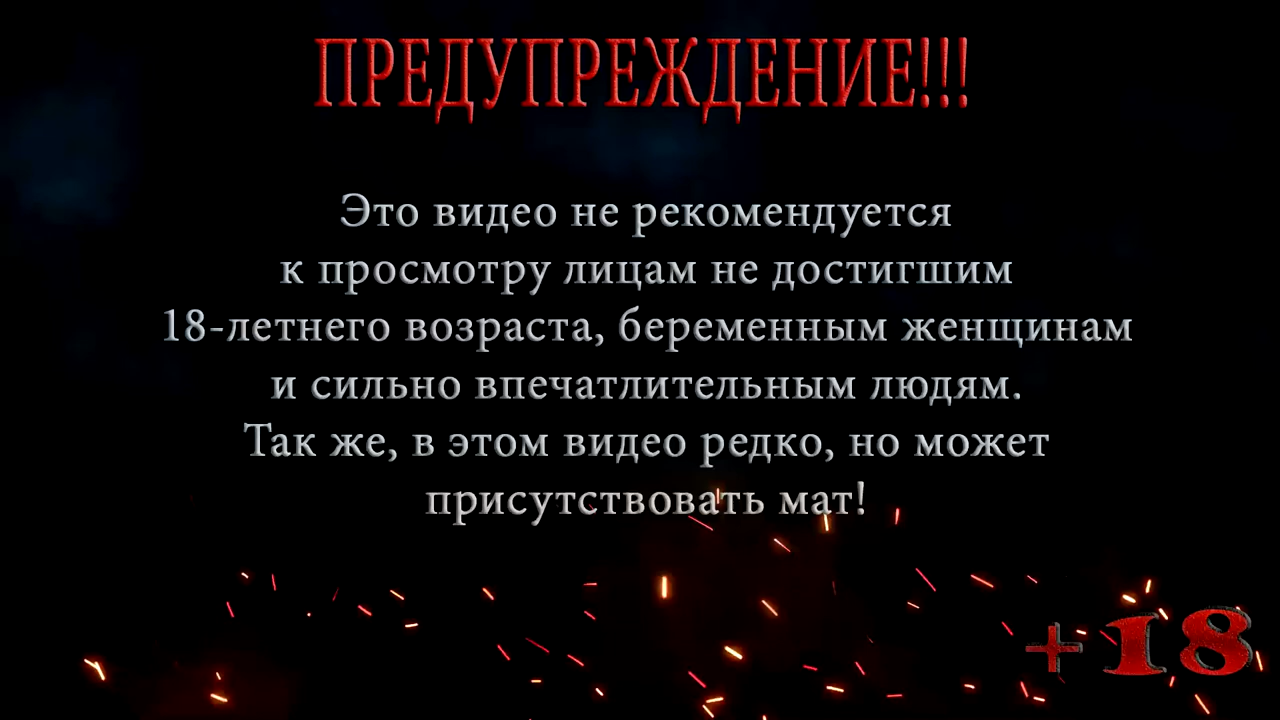 ПРЕДУПРЕЖДЕНИЕ!!!
Это видео не рекомендуется
к просмотру лицам не достигшим
18-летнего возраста, беременным женщинам
и сильно впечатлительным людям.
Так же, в этом видео редко, но может
присутствовать мат!
+18